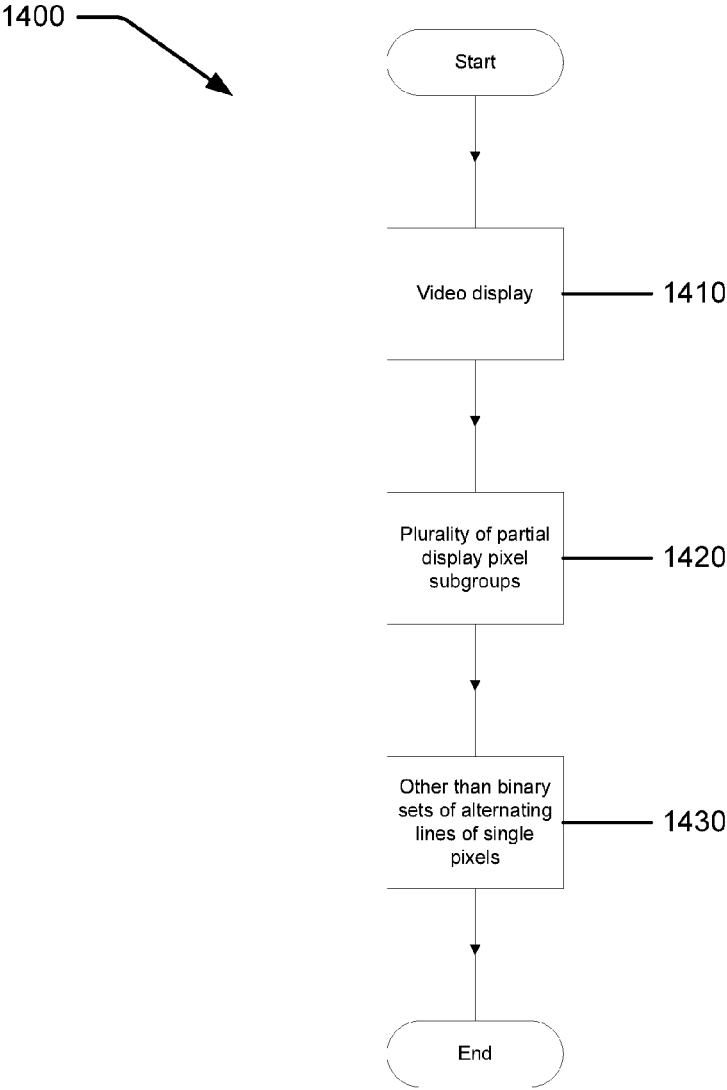 1400
Start
Video display
1410
Plurality of partial
display pixel
subgroups
1420
Other than binary
sets of alternating
lines of single
pixels
1430
End